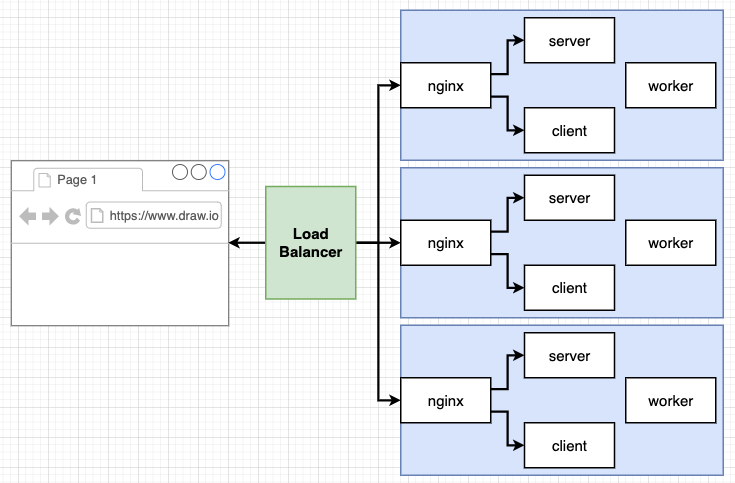 Page 1
https://www.draw.io
Load
Balancer
nginx
server
client
worker
nginx
server
client
worker
nginx
server
client
worker